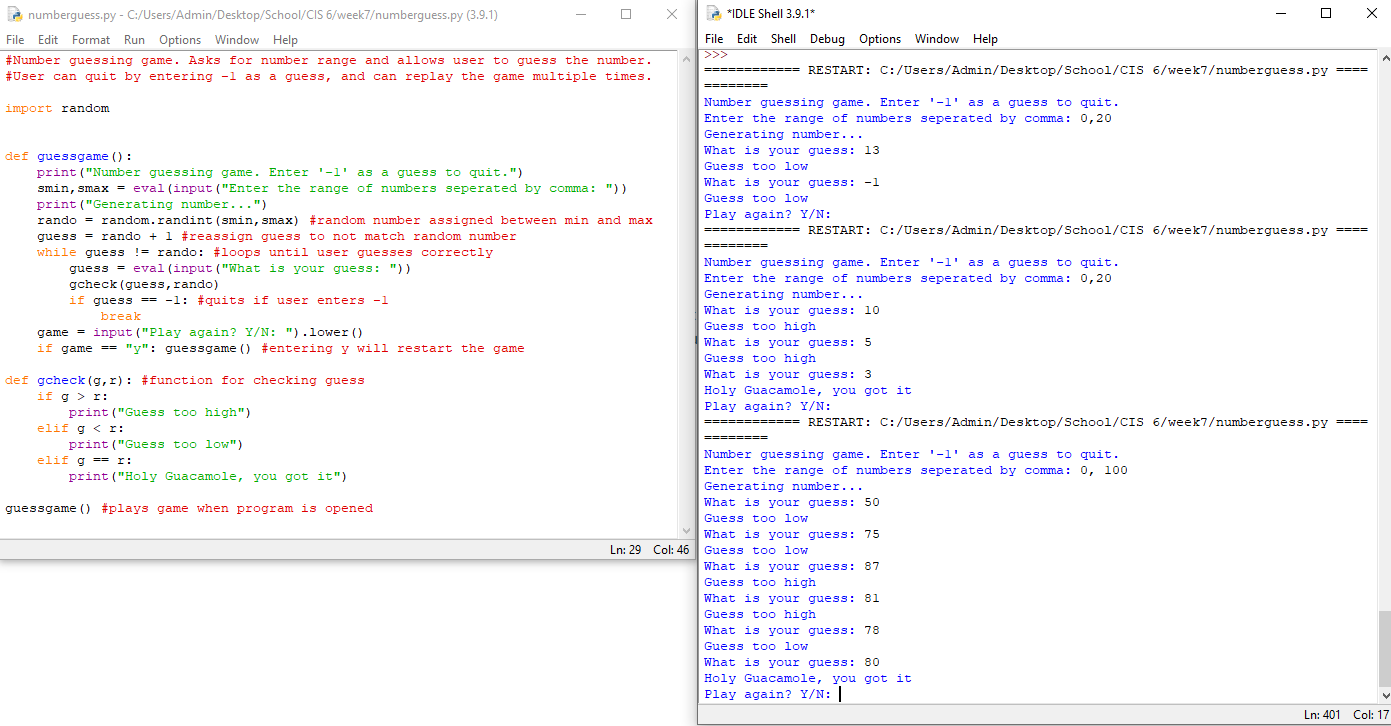 numberguess.py - C:/Users/Admin/Desktop/School/CIS 6/week7/numberguess.py (3.9.1)
File Edit Format Run Options Window Help
#Number guessing game. Asks for number range and allows user to guess the number.
#User can quit by entering -1 as a guess, and can replay the game multiple times.
import random
def guessgame():
    print("Number guessing game. Enter '-1' as a guess to quit.")
    smin,smax = eval(input("Enter the range of numbers seperated by comma: "))
    print("Generating number...")
    rando = random.randint(smin,smax) #random number assigned between min and max
    guess = rando + 1 #reassign guess to not match random number
    while guess != rando: #loops until user guesses correctly
        guess = eval(input("What is your guess: "))
        gcheck(guess,rando)
        if guess == -1: #quits if user enters -1
            break
    game = input("Play again? Y/N: ").lower()
    if game == "y": guessgame() #entering y will restart the game
def gcheck(g,r): #function for checking guess
    if g > r:
        print("Guess too high")
    elif g < r:
        print("Guess too low")
    elif g == r:
        print("Holy Guacamole, you got it")
guessgame() #plays game when program is opened
Ln: 29 Col: 46
*IDLE Shell 3.9.1*
File Edit Shell Debug Options Window Help
>>>
============ RESTART: C:/Users/Admin/Desktop/School/CIS 6/week7/numberguess.py ====
========
Number guessing game. Enter '-1' as a guess to quit.
Enter the range of numbers seperated by comma: 0,20
Generating number...
What is your guess: 13
Guess too low
What is your guess: -1
Guess too low
Play again? Y/N:
============ RESTART: C:/Users/Admin/Desktop/School/CIS 6/week7/numberguess.py ====
========
Number guessing game. Enter '-1' as a guess to quit.
Enter the range of numbers seperated by comma: 0,20
Generating number...
What is your guess: 10
Guess too high
What is your guess: 5
Guess too high
What is your guess: 3
Holy Guacamole, you got it
Play again? Y/N:
============ RESTART: C:/Users/Admin/Desktop/School/CIS 6/week7/numberguess.py ====
========
Number guessing game. Enter '-1' as a guess to quit.
Enter the range of numbers seperated by comma: 0, 100
Generating number...
What is your guess: 50
Guess too low
What is your guess: 75
Guess too low
What is your guess: 87
Guess too high
What is your guess: 81
Guess too high
What is your guess: 78
Guess too low
What is your guess: 80
Holy Guacamole, you got it
Play again? Y/N:
Ln: 401 Col: 17